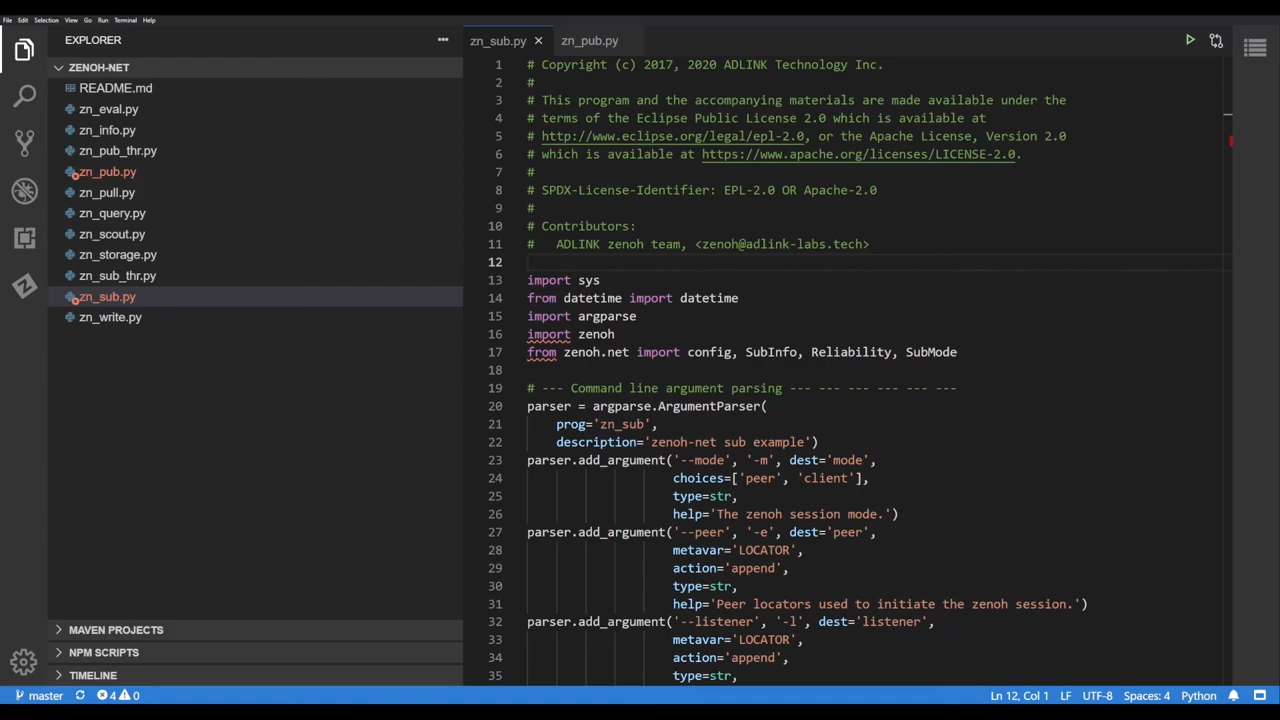 File Edit Selection View Go Run Terminal Help
EXPLORER
ZENOH-NET
README.md
zn_eval.py
zn_info.py
zn_pub_thr.py
zn_pub.py
zn_pull.py
zn_query.py
zn_scout.py
zn_storage.py
zn_sub_thr.py
zn_sub.py
zn_write.py
MAVEN PROJECTS
NPM SCRIPTS
TIMELINE
zn_sub.py zn_pub.py
1 # Copyright (c) 2017, 2020 ADLINK Technology Inc.
2 #
3 # This program and the accompanying materials are made available under the
4 # terms of the Eclipse Public License 2.0 which is available at
5 # http://www.eclipse.org/legal/epl-2.0, or the Apache License, Version 2.0
6 # which is available at https://www.apache.org/licenses/LICENSE-2.0.
7 #
8 # SPDX-License-Identifier: EPL-2.0 OR Apache-2.0
9 #
10 # Contributors:
11 #   ADLINK zenoh team, <zenoh@adlink-labs.tech>
12
13 import sys
14 from datetime import datetime
15 import argparse
16 import zenoh
17 from zenoh.net import config, SubInfo, Reliability, SubMode
18
19 # --- Command line argument parsing --- --- --- --- --- ---
20 parser = argparse.ArgumentParser(
21     prog='zn_sub',
22     description='zenoh-net sub example')
23 parser.add_argument('--mode', '-m', dest='mode',
24                     choices=['peer', 'client'],
25                     type=str,
26                     help='The zenoh session mode.')
27 parser.add_argument('--peer', '-e', dest='peer',
28                     metavar='LOCATOR',
29                     action='append',
30                     type=str,
31                     help='Peer locators used to initiate the zenoh session.')
32 parser.add_argument('--listener', '-l', dest='listener',
33                     metavar='LOCATOR',
34                     action='append',
35                     type=str,
master 4 0 Ln 12, Col 1 LF UTF-8 Spaces: 4 Python